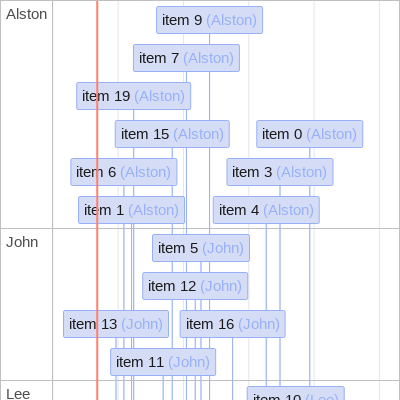 Alston
item 9 (Alston)
item 7 (Alston)
item 19 (Alston)
item 15 (Alston)
item 0 (Alston)
item 6 (Alston)
item 3 (Alston)
item 1 (Alston)
item 4 (Alston)
John
item 5 (John)
item 12 (John)
item 13 (John)
item 16 (John)
item 11 (John)
Lee
item 10 (Lee)